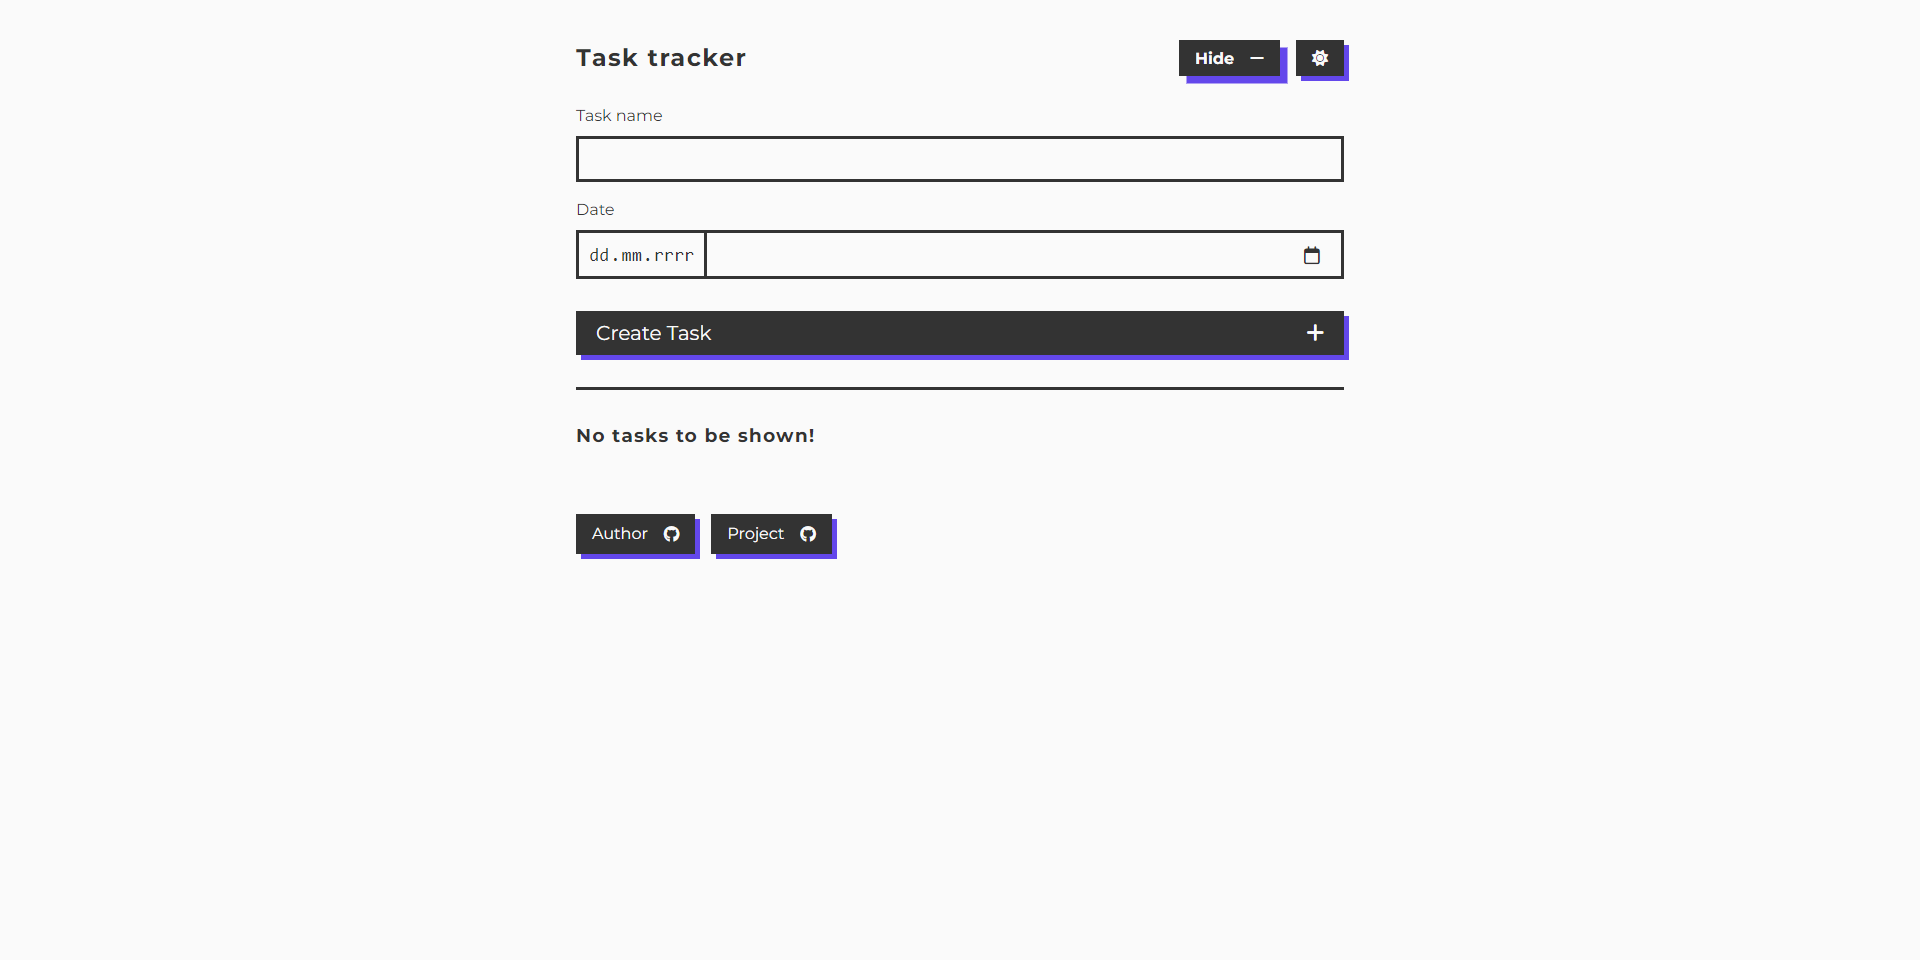 Task tracker
Hide
Task name
Date
dd.mm.rrrr
Create Task
No tasks to be shown!
Author
Project